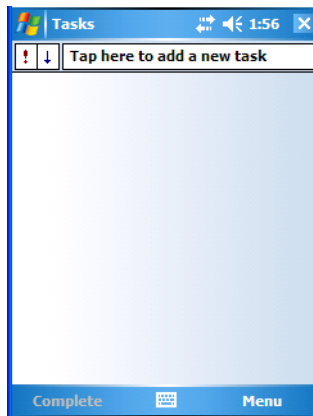 Tasks 1:56
! ↓ Tap here to add a new task
Complete Menu